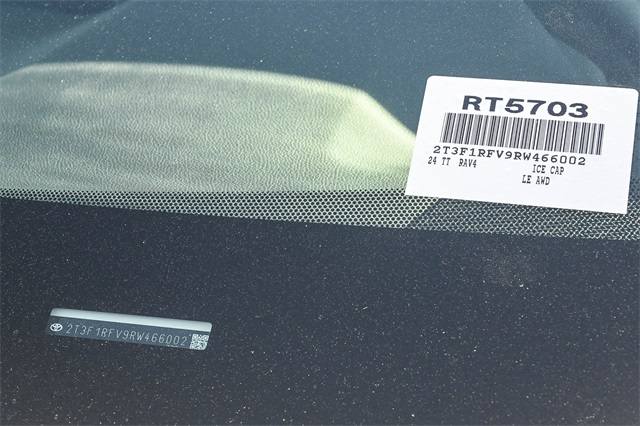 RT5703
2T3F1RFV9RW466002
24 TT RAV4 ICE CAP
LE AWD
2T3F1RFV9RW466002